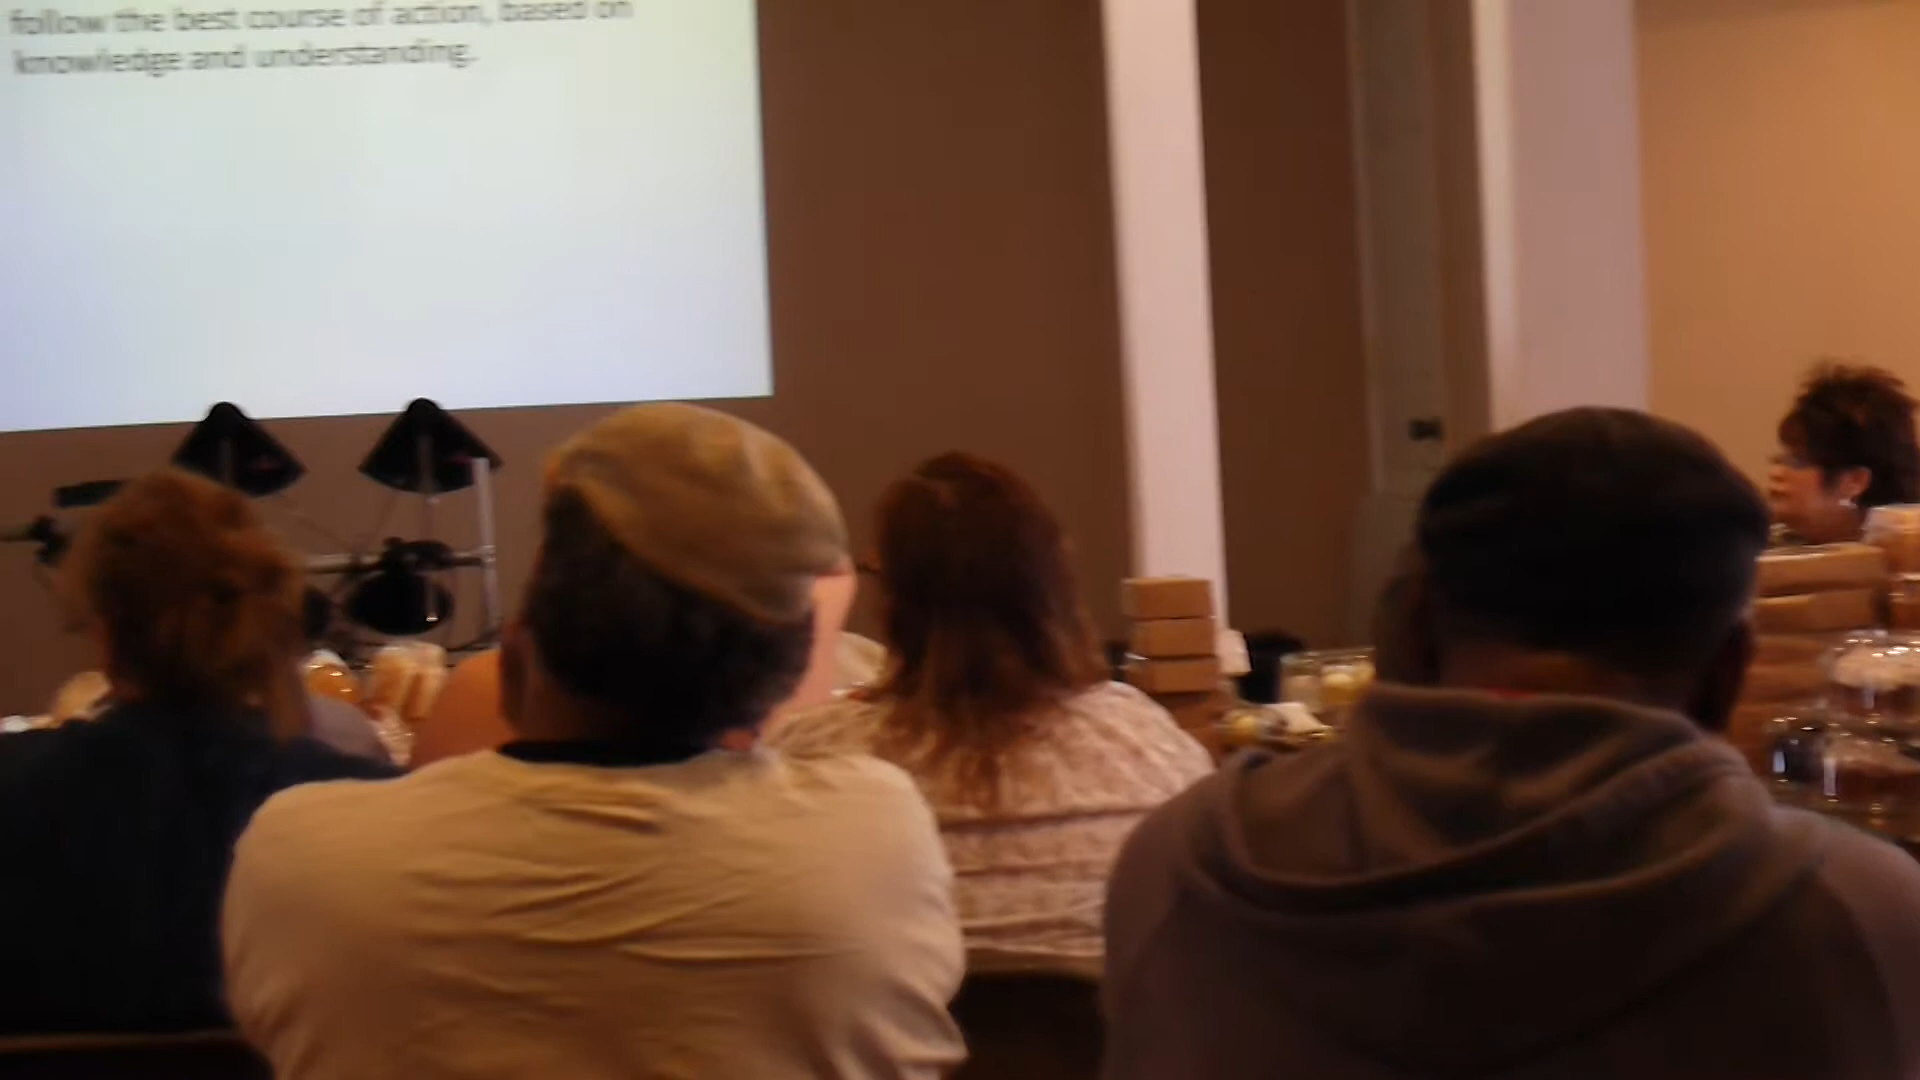 follow the best course of action, based on
knowledge and understanding.